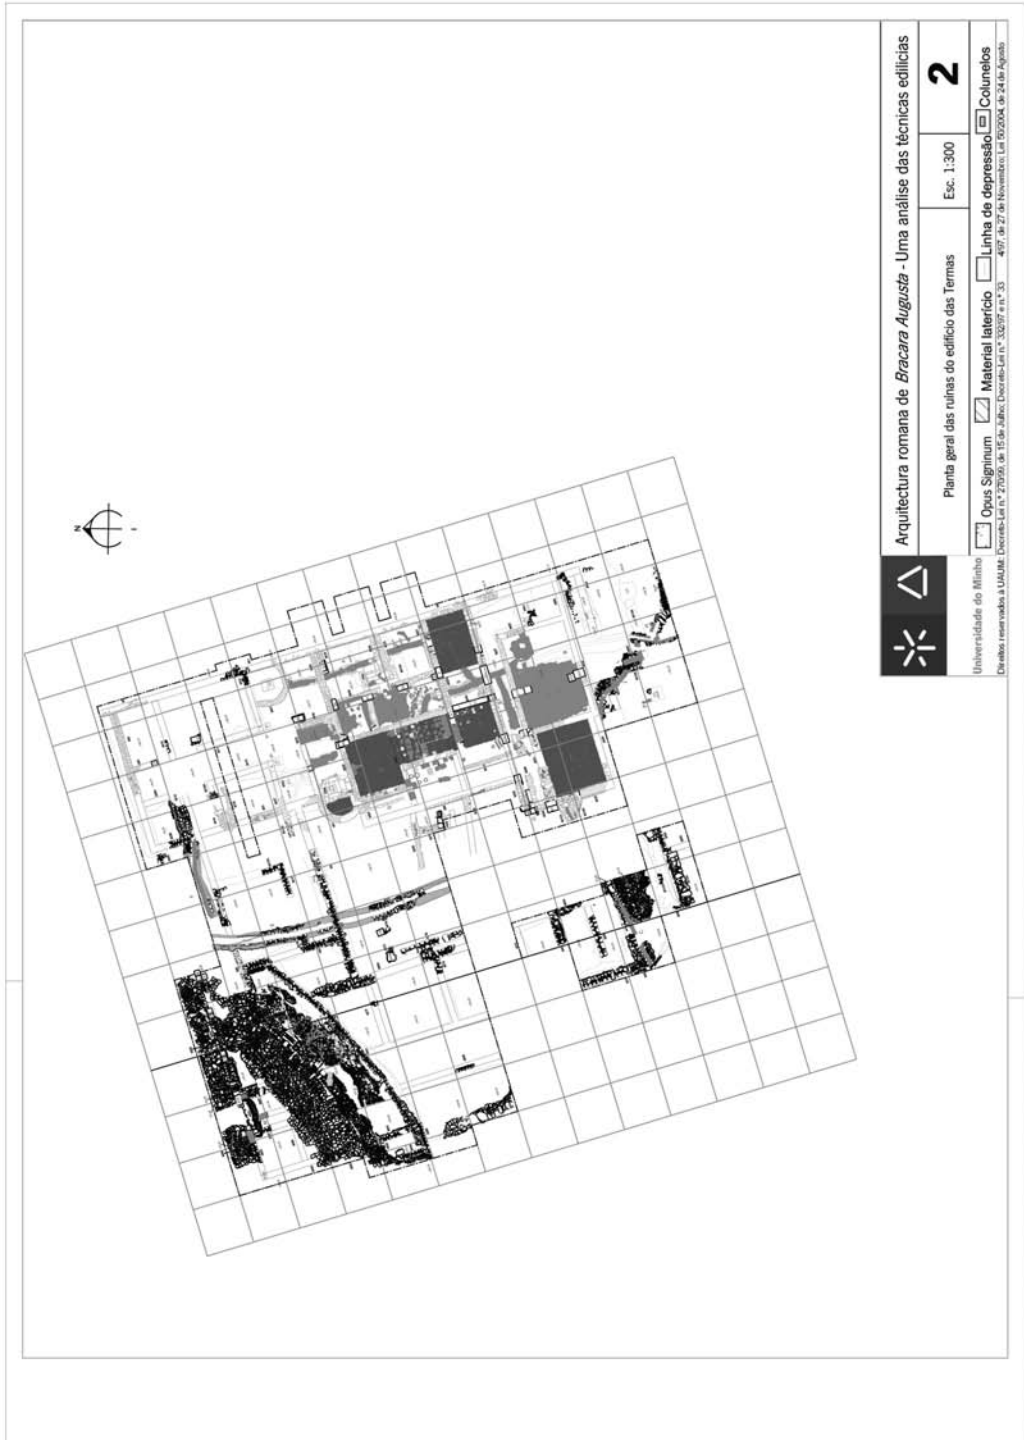 N
Arquitectura romana de Bracara Augusta - Uma análise das técnicas edilícias
Planta geral das ruínas do edifício das Termas
Esc. 1:300
2
Universidade do Minho
Opus Signinum
Material laterício
Linha de depressão
Colunelos
Direitos reservados à UAUM: Decreto-Lei n.º 270/99, de 15 de Julho; Decreto-Lei n.º 332/97 e n.º 33 4/97, de 27 de Novembro; Lei 50/2004, de 24 de Agosto